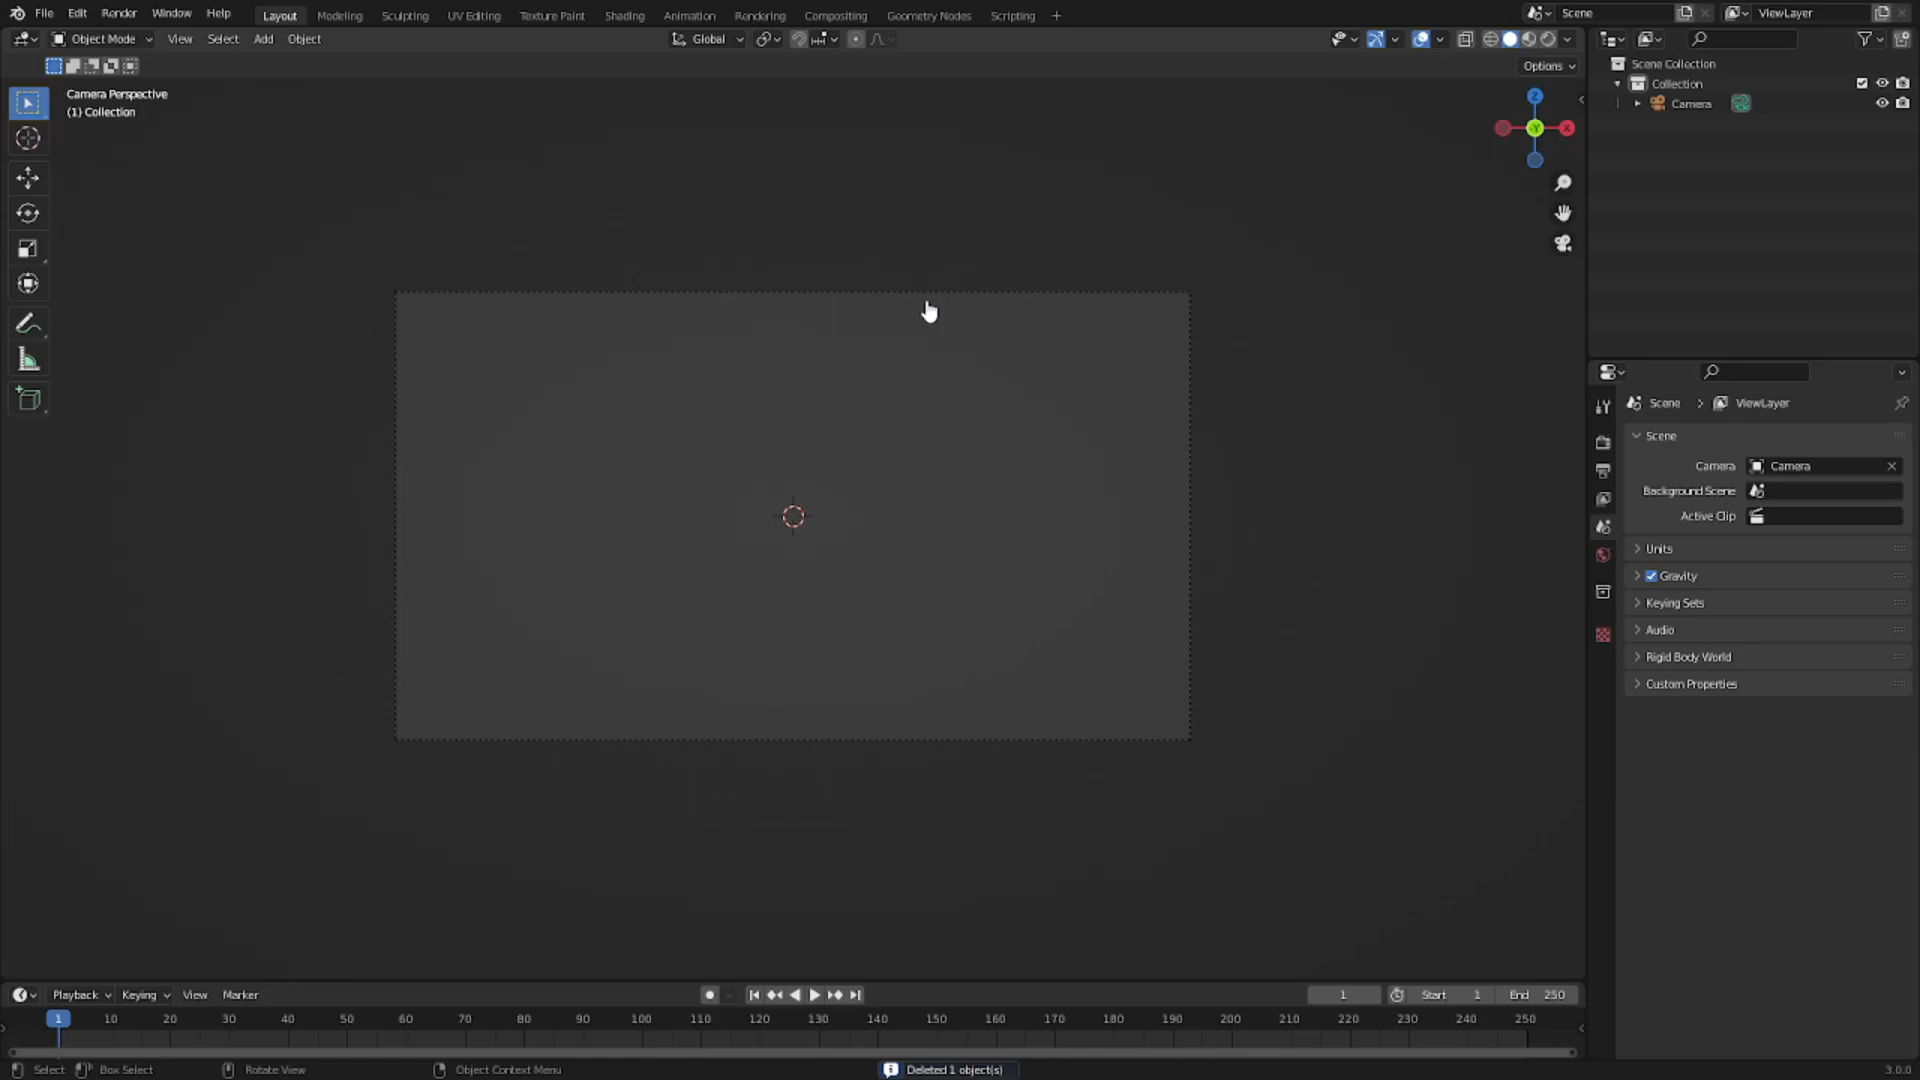 File Edit Render Window Help Layout Modeling Sculpting UV Editing Texture Paint Shading Animation Rendering Compositing Geometry Nodes Scripting + Scene ViewLayer
Object Mode View Select Add Object Global
Options
Camera Perspective
(1) Collection
Z
X
-Y
Scene Collection
Collection
Camera
Scene > ViewLayer
Scene
Camera Camera
Background Scene
Active Clip
Units
Gravity
Keying Sets
Audio
Rigid Body World
Custom Properties
Playback Keying View Marker 1 Start 1 End 250
1 10 20 30 40 50 60 70 80 90 100 110 120 130 140 150 160 170 180 190 200 210 220 230 240 250
Select Box Select Rotate View Object Context Menu Deleted 1 object(s) 3.0.0